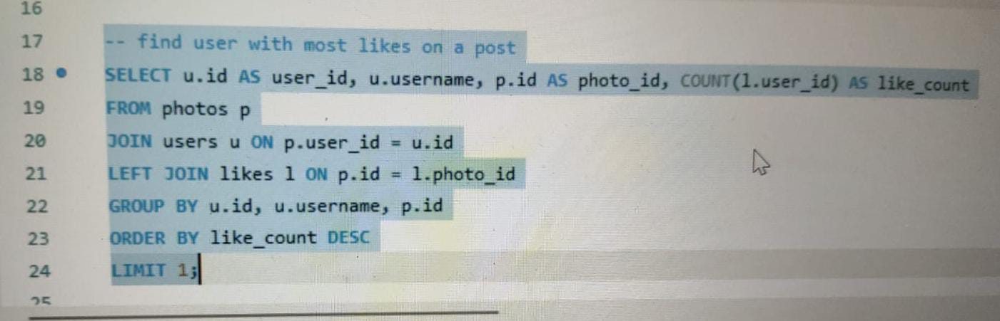 16
17 -- find user with most likes on a post
18 SELECT u.id AS user_id, u.username, p.id AS photo_id, COUNT(l.user_id) AS like_count
19 FROM photos p
20 JOIN users u ON p.user_id = u.id
21 LEFT JOIN likes l ON p.id = l.photo_id
22 GROUP BY u.id, u.username, p.id
23 ORDER BY like_count DESC
24 LIMIT 1;
25